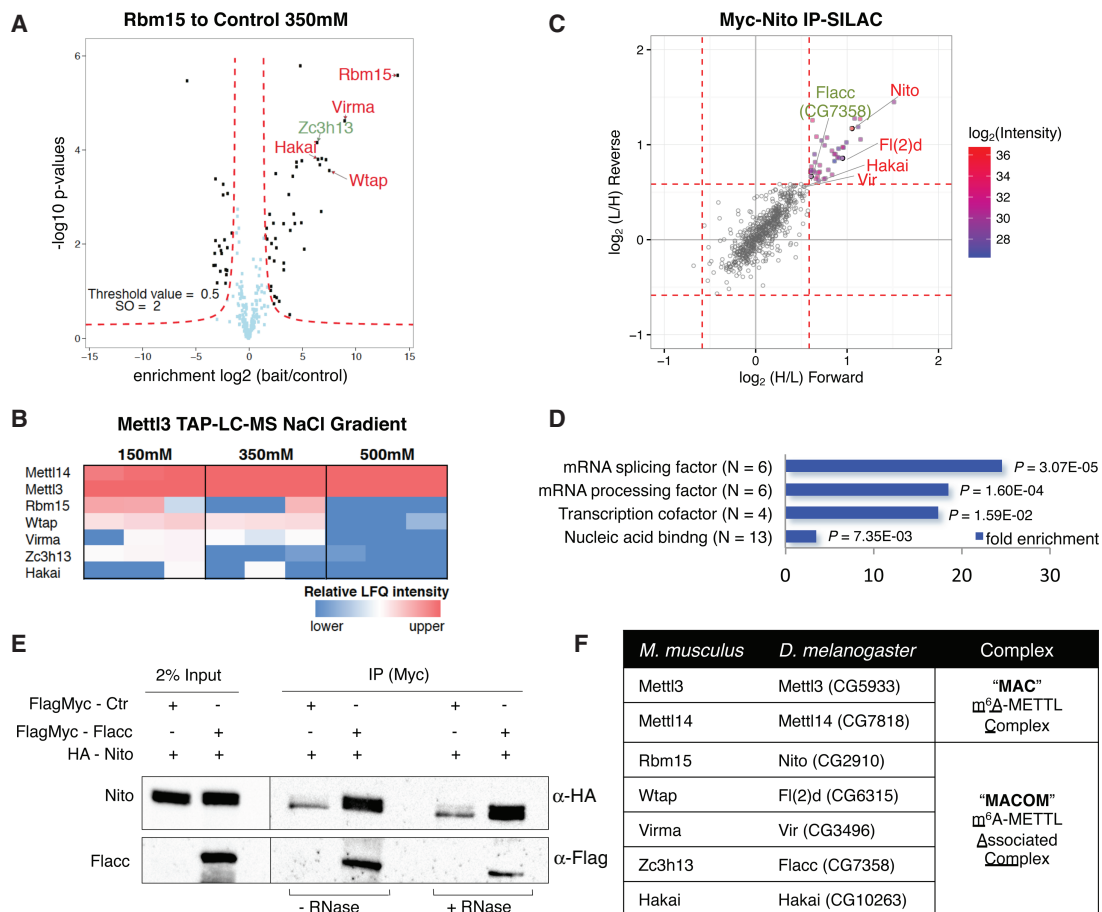 A
Rbm15 to Control 350mM
6
4
2
0
-log10 p-values
Rbm15
Virma
Zc3h13
Hakai
Wtap
Threshold value = 0.5
SO = 2
−15 −10 −5 0 5 10 15
enrichment log2 (bait/control)
B
Mettl3 TAP-LC-MS NaCl Gradient
150mM 350mM 500mM
Mettl14
Mettl3
Rbm15
Wtap
Virma
Zc3h13
Hakai
Relative LFQ intensity
lower upper
C
Myc-Nito IP-SILAC
2
1
0
−1
log2 (L/H) Reverse
Flacc
(CG7358)
Nito
Fl(2)d
Hakai
Vir
−1 0 1 2
log2 (H/L) Forward
log2(Intensity)
36
34
32
30
28
D
mRNA splicing factor (N = 6) P = 3.07E-05
mRNA processing factor (N = 6) P = 1.60E-04
Transcription cofactor (N = 4) P = 1.59E-02
Nucleic acid bindng (N = 13) P = 7.35E-03
fold enrichment
0 10 20 30
E
2% Input IP (Myc)
FlagMyc - Ctr + - + - + -
FlagMyc - Flacc - + - + - +
HA - Nito + + + + + +
Nito α-HA
Flacc α-Flag
- RNase + RNase
F
M. musculus D. melanogaster Complex
Mettl3 Mettl3 (CG5933)
Mettl14 Mettl14 (CG7818)
“MAC”
m6A-METTL
Complex
Rbm15 Nito (CG2910)
Wtap Fl(2)d (CG6315)
Virma Vir (CG3496)
Zc3h13 Flacc (CG7358)
Hakai Hakai (CG10263)
“MACOM”
m6A-METTL
Associated
Complex